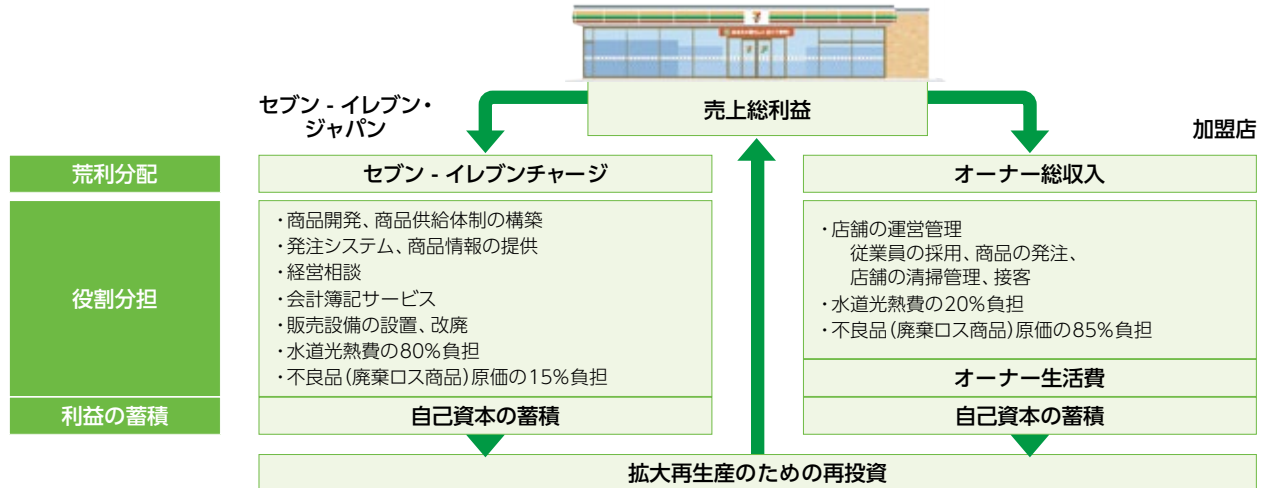 セブン - イレブン・
ジャパン
売上総利益
加盟店
荒利分配
セブン - イレブンチャージ
オーナー総収入
役割分担
・商品開発、商品供給体制の構築
・発注システム、商品情報の提供
・経営相談
・会計簿記サービス
・販売設備の設置、改廃
・水道光熱費の80%負担
・不良品(廃棄ロス商品)原価の15%負担
・店舗の運営管理
従業員の採用、商品の発注、
店舗の清掃管理、接客
・水道光熱費の20%負担
・不良品(廃棄ロス商品)原価の85%負担
オーナー生活費
利益の蓄積
自己資本の蓄積
自己資本の蓄積
拡大再生産のための再投資